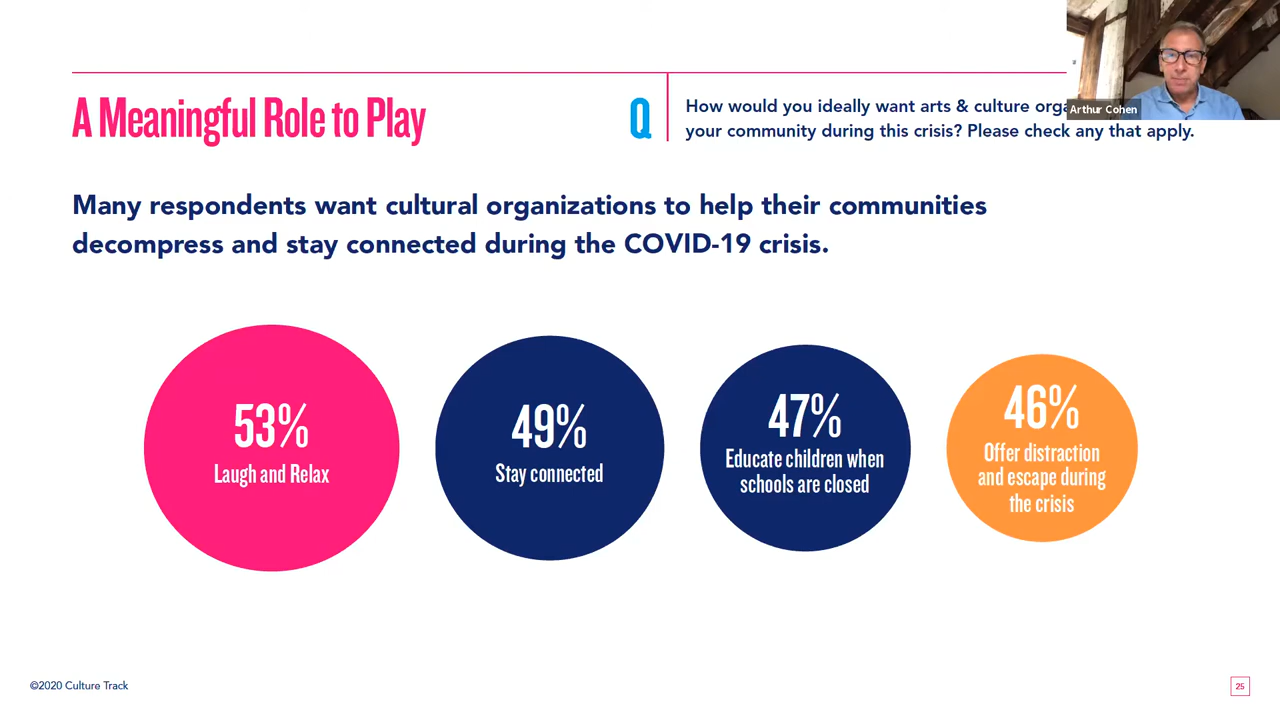 A Meaningful Role to Play
Q
How would you ideally want arts & culture
your community during this crisis? Please check any that apply.
Arthur Cohen
Many respondents want cultural organizations to help their communities
decompress and stay connected during the COVID-19 crisis.
53%
Laugh and Relax
49%
Stay connected
47%
Educate children when
schools are closed
46%
Offer distraction
and escape during
the crisis
©2020 Culture Track
25